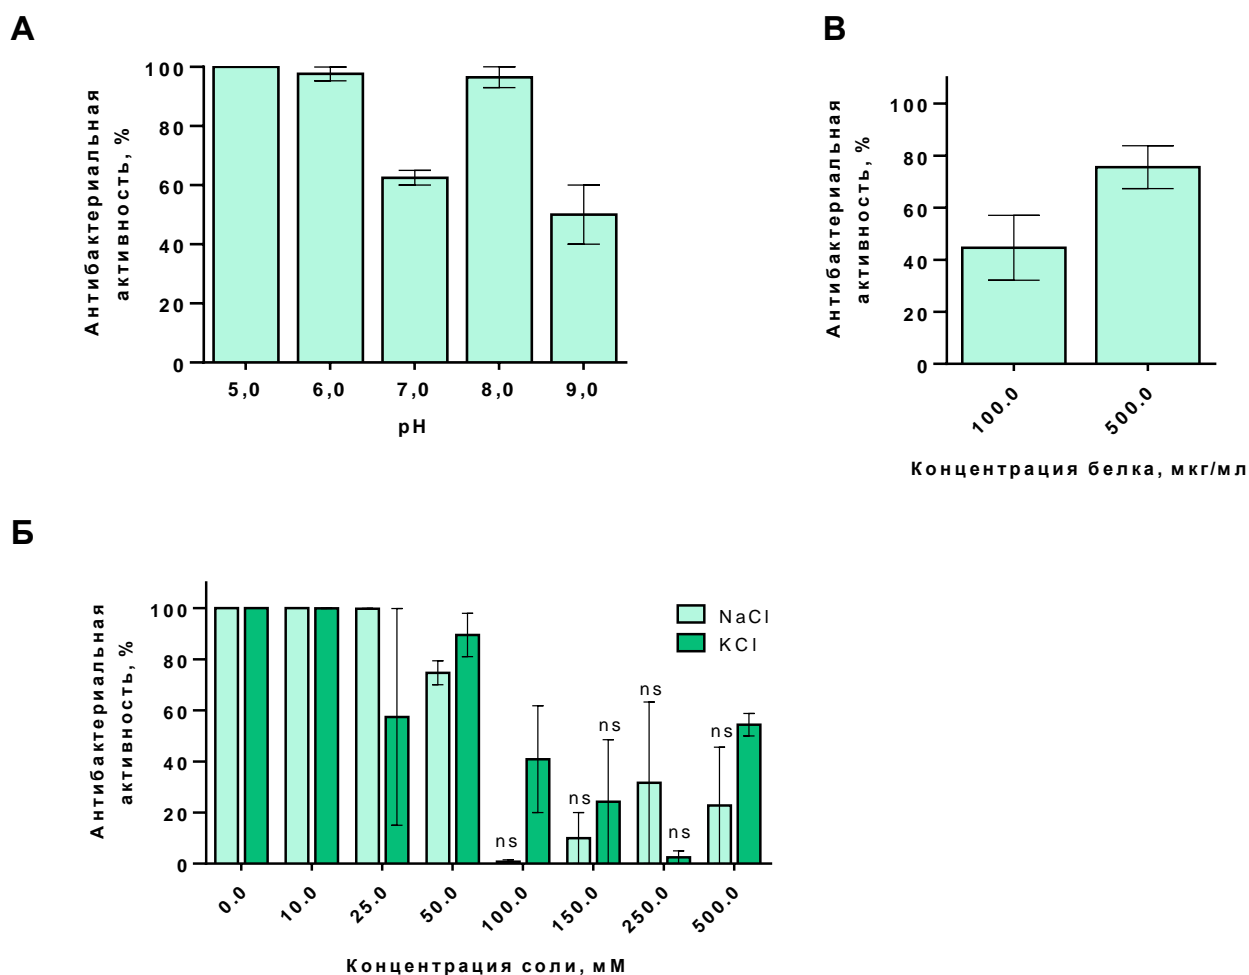 А
Антибактериальная
активность, %
100
80
60
40
20
0
5,0 6,0 7,0 8,0 9,0
pH
В
Антибактериальная
активность, %
100
80
60
40
20
0
100.0 500.0
Концентрация белка, мкг/мл
Б
Антибактериальная
активность, %
100
80
60
40
20
0
NaCl
KCl
ns ns ns ns ns ns
0.0 10.0 25.0 50.0 100.0 150.0 250.0 500.0
Концентрация соли, мМ